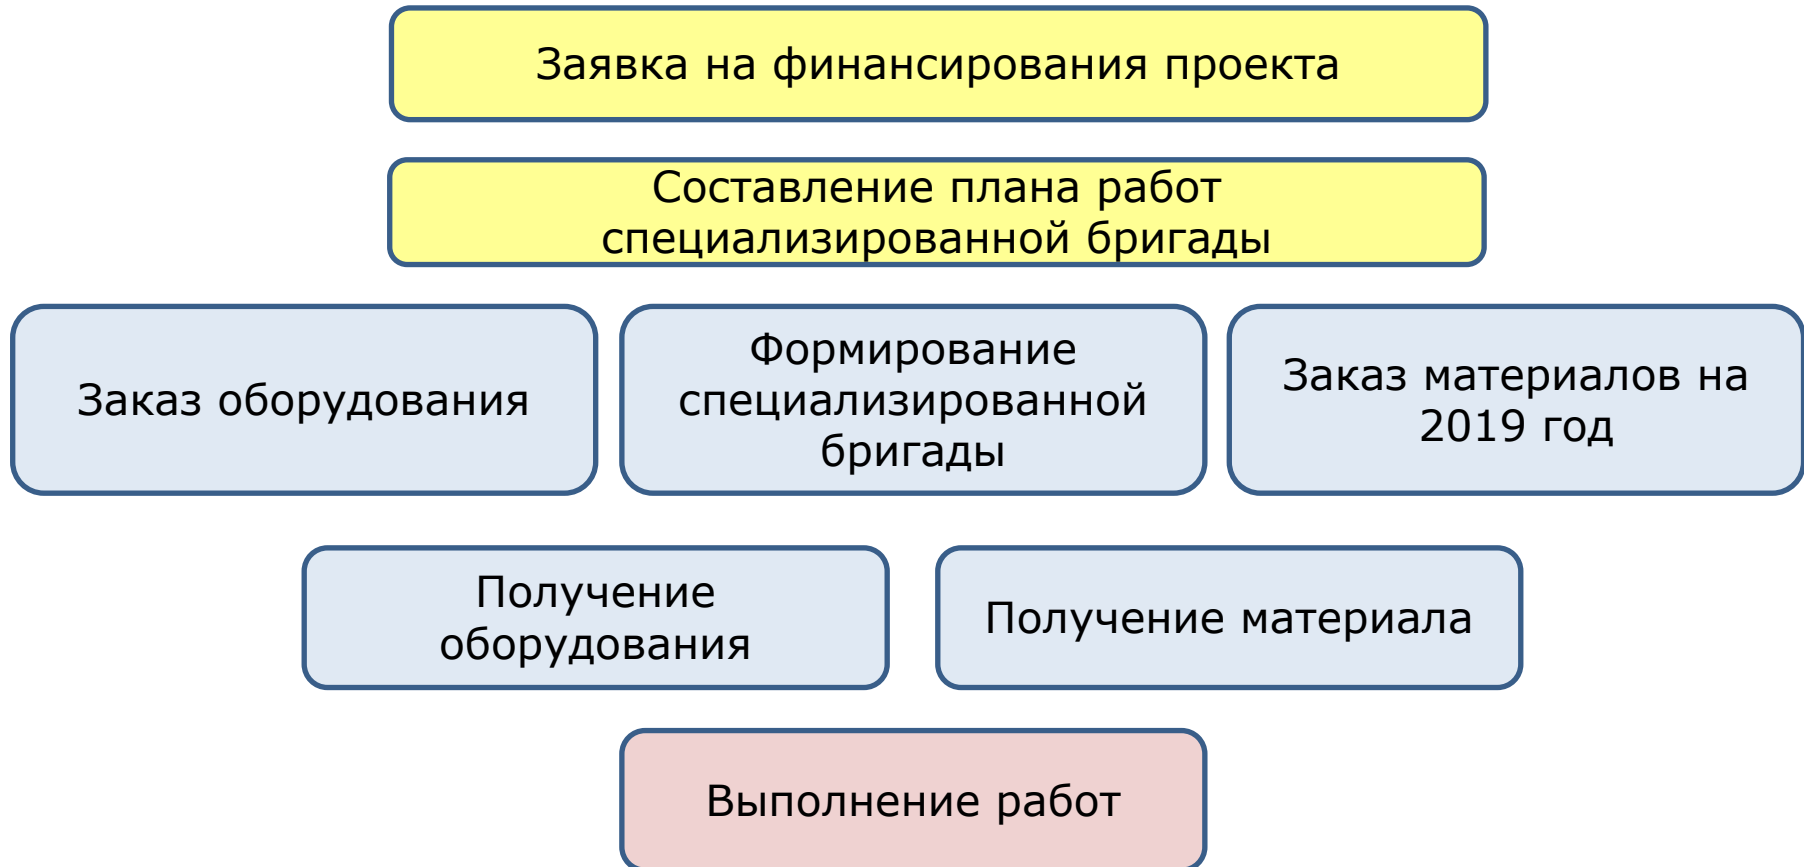 Заявка на финансирования проекта
Составление плана работ
специализированной бригады
Заказ оборудования
Формирование
специализированной
бригады
Заказ материалов на
2019 год
Получение
оборудования
Получение материала
Выполнение работ